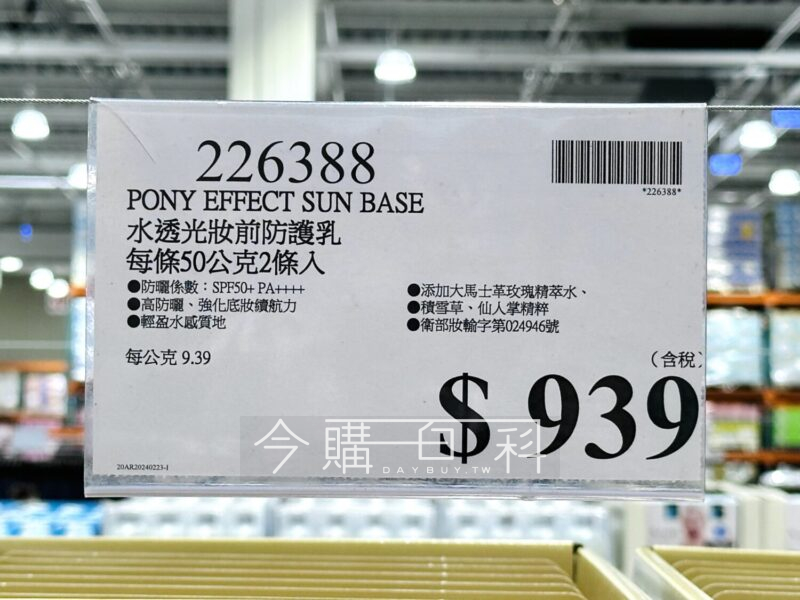 226388
*226388*
PONY EFFECT SUN BASE
水透光妝前防護乳
每條50公克2條入
●防曬係數：SPF50+ PA++++
●高防曬、強化底妝續航力
●輕盈水感質地
●添加大馬士革玫瑰精萃水、
●積雪草、仙人掌精粹
●衛部妝輸字第024946號
每公克 9.39
（含稅）
$ 939
今購百科
DAYBUY.TW
20AR20240223-1